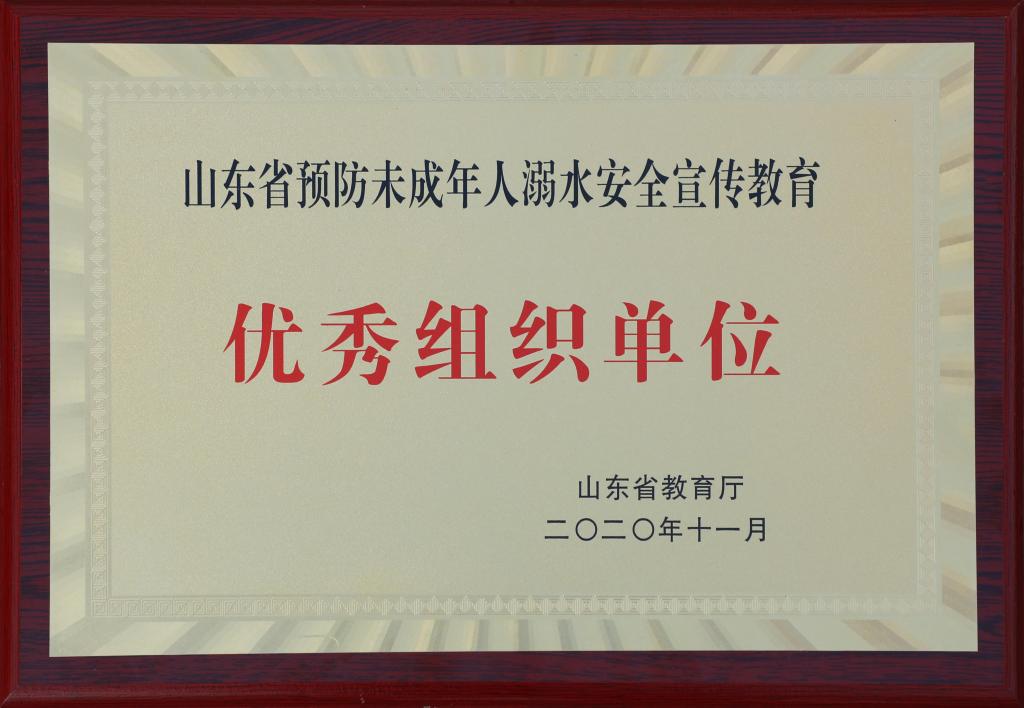 山东省预防未成年人溺水安全宣传教育
优秀组织单位
山东省教育厅
二〇二〇年十一月